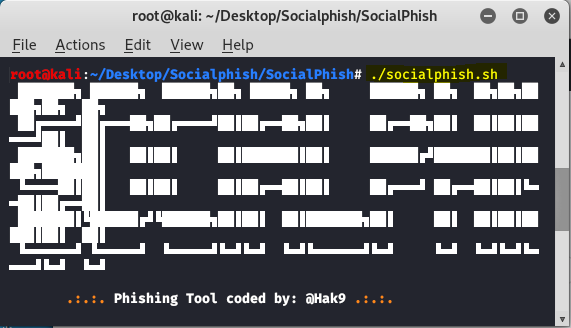 root@kali: ~/Desktop/Socialphish/SocialPhish
File Actions Edit View Help
root@kali:~/Desktop/Socialphish/SocialPhish# ./socialphish.sh
.:.:. Phishing Tool coded by: @Hak9 .:.:.